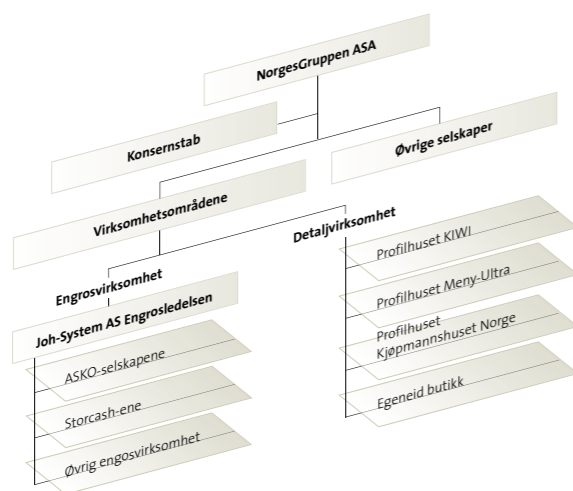 NorgesGruppen ASA
Konsernstab
Øvrige selskaper
Virksomhetsområdene
Detaljvirksomhet
Profilhuset KIWI
Profilhuset Meny-Ultra
Profilhuset
Kjøpmannshuset Norge
Egeneid butikk
Engrosvirksomhet
Joh-System AS Engrosledelsen
ASKO-selskapene
Storcash-ene
Øvrig engosvirksomhet